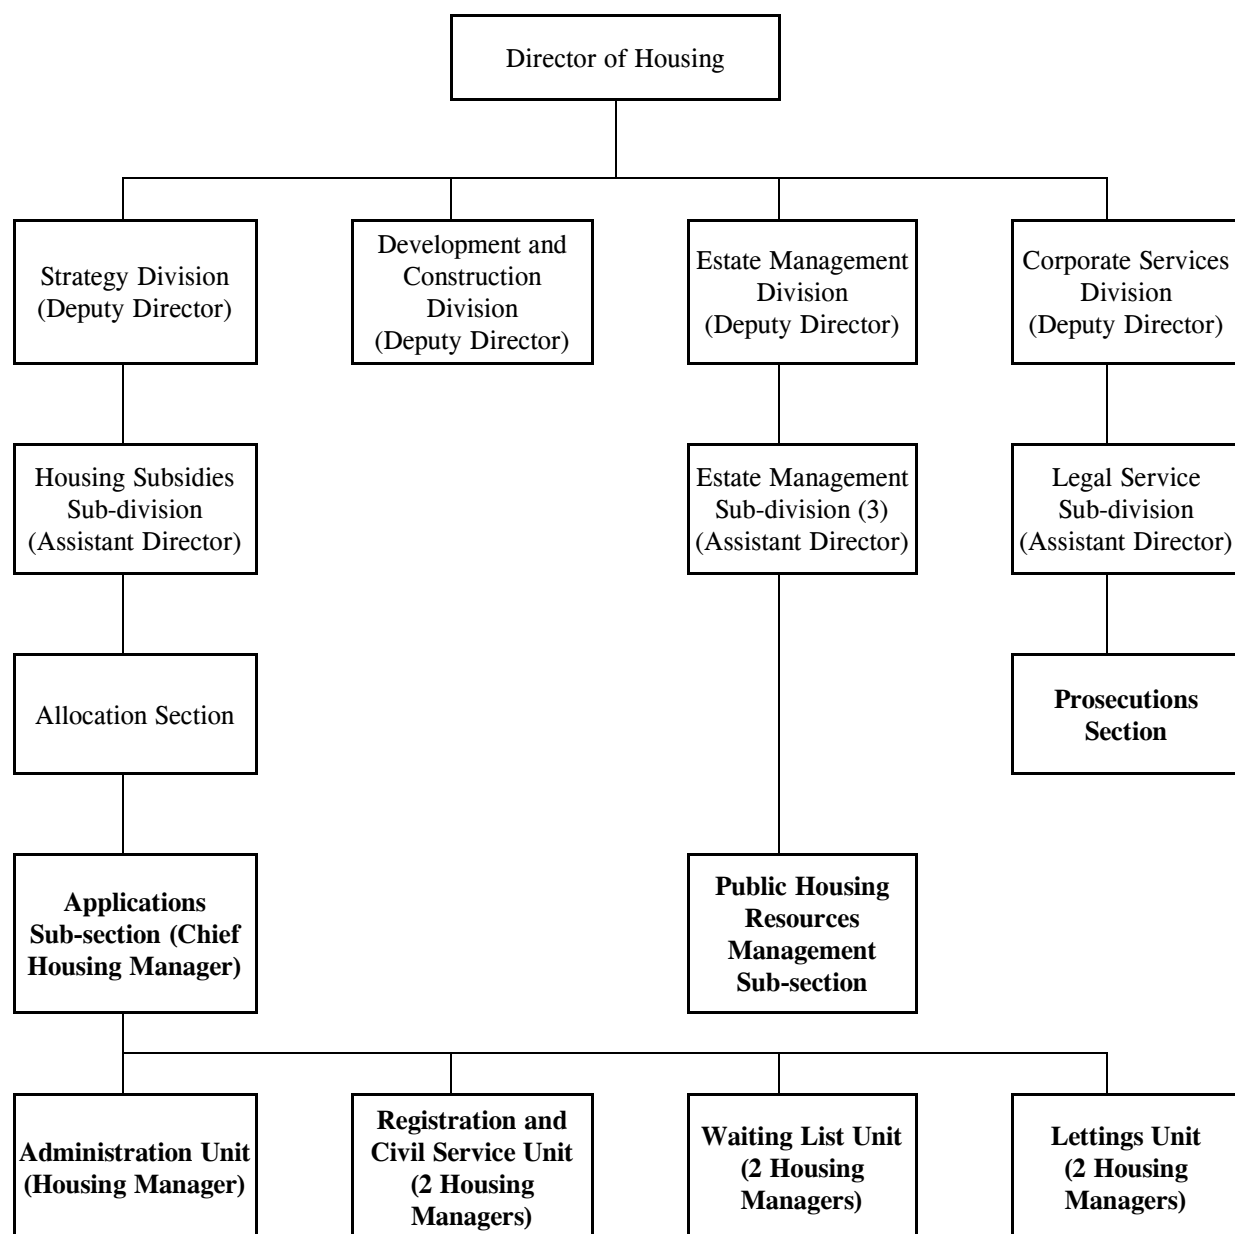 Director of Housing
Strategy Division
(Deputy Director)
Development and
Construction
Division
(Deputy Director)
Estate Management
Division
(Deputy Director)
Corporate Services
Division
(Deputy Director)
Housing Subsidies
Sub-division
(Assistant Director)
Estate Management
Sub-division (3)
(Assistant Director)
Legal Service
Sub-division
(Assistant Director)
Allocation Section
Prosecutions
Section
Applications
Sub-section (Chief
Housing Manager)
Public Housing
Resources
Management
Sub-section
Administration Unit
(Housing Manager)
Registration and
Civil Service Unit
(2 Housing
Managers)
Waiting List Unit
(2 Housing
Managers)
Lettings Unit
(2 Housing
Managers)